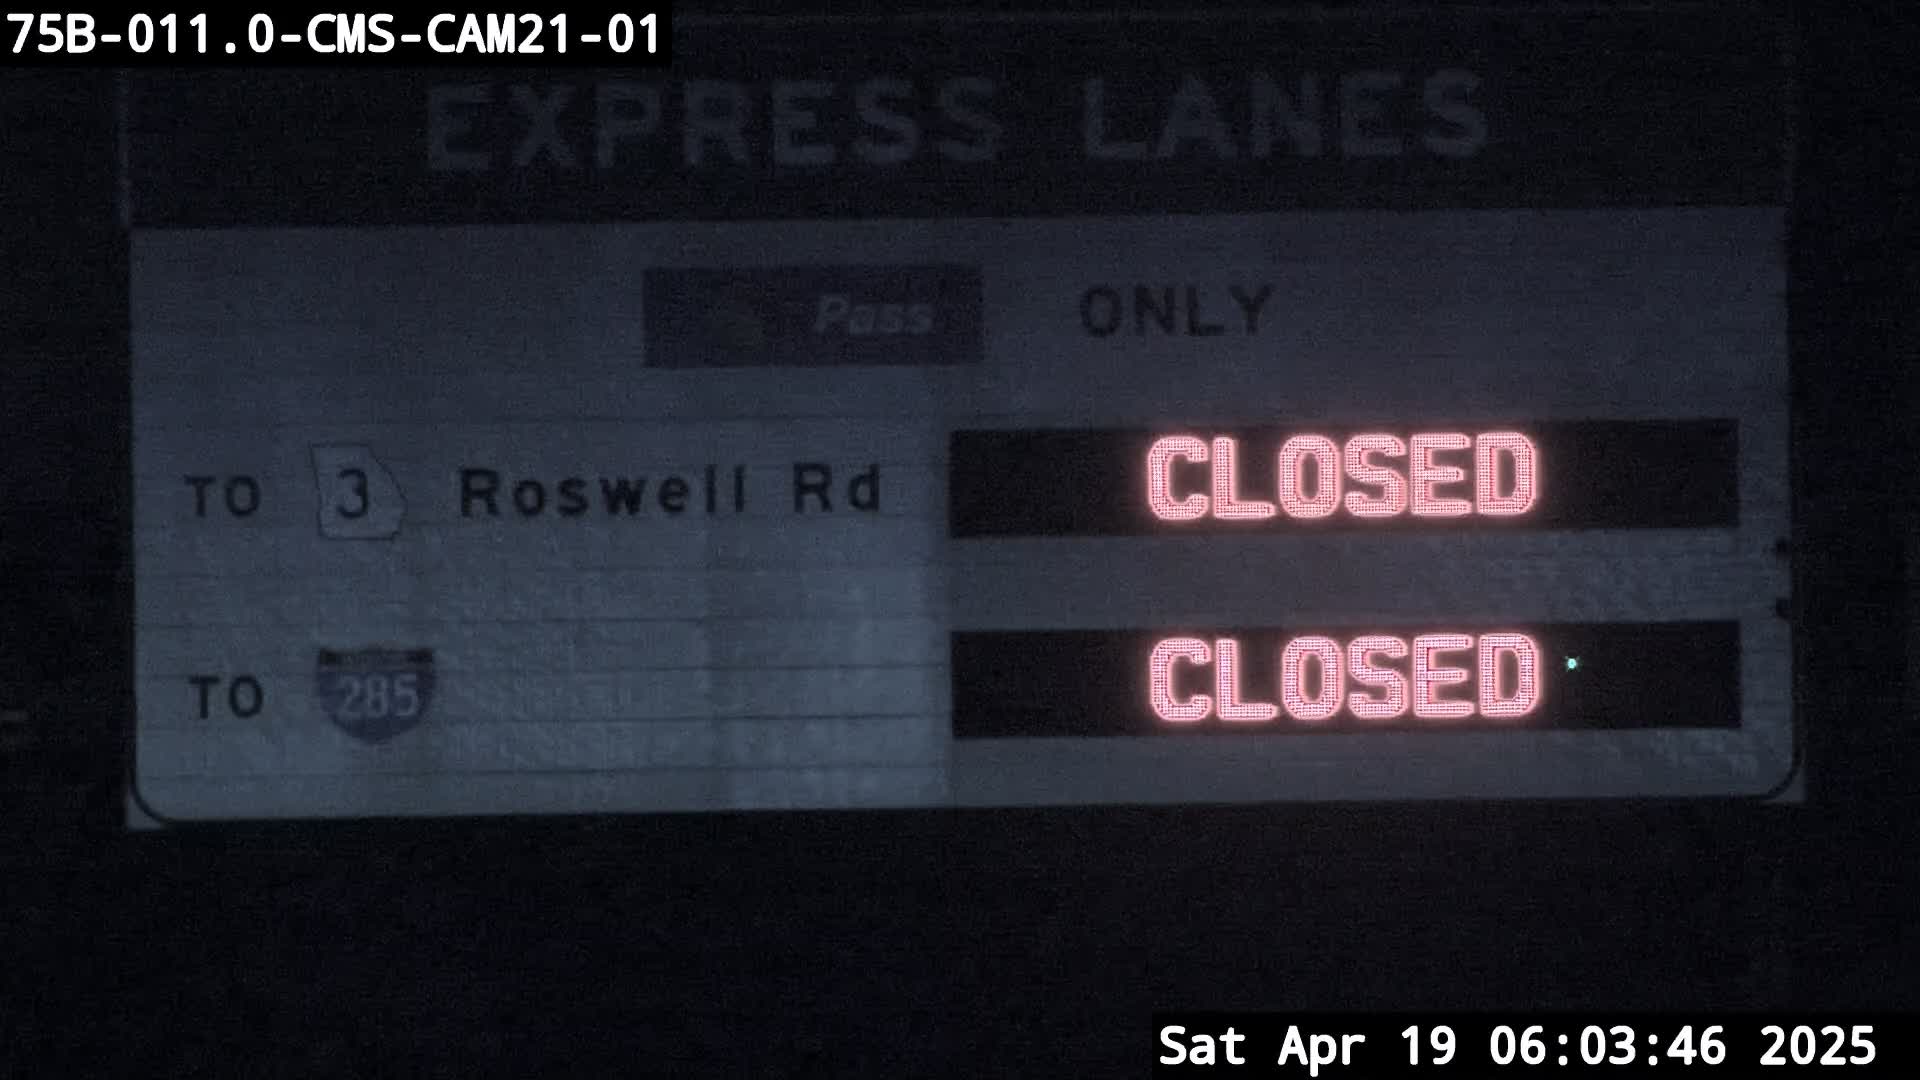 75B-011.0-CMS-CAM21-01
EXPRESS LANES
Pass ONLY
TO 3 Roswell Rd CLOSED
TO 285 CLOSED
Sat Apr 19 06:03:46 2025